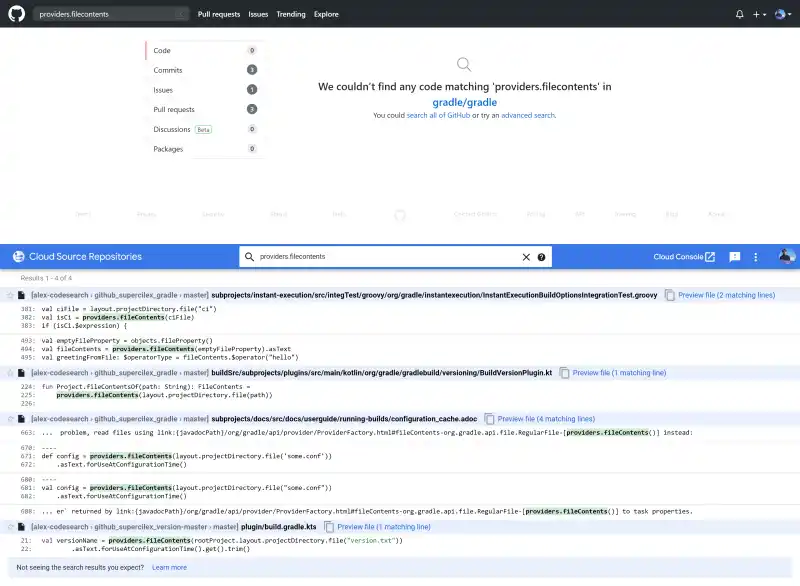 providers.filecontents
Pull requests Issues Trending Explore
Code 0
Commits 3
Issues 1
Pull requests 3
Discussions Beta 0
Packages 0
We couldn't find any code matching 'providers.filecontents' in
gradle/gradle
You could search all of GitHub or try an advanced search.
Cloud Source Repositories
providers.filecontents
Cloud Console
Results 1 - 4 of 4
[alex-codesearch › github_supercilex_gradle › master] subprojects/instant-execution/src/integTest/groovy/org/gradle/instantexecution/InstantExecutionBuildOptionsIntegrationTest.groovy Preview file (2 matching lines)
381: val ciFile = layout.projectDirectory.file("ci")
382: val isCi = providers.fileContents(ciFile)
383: if (isCi.$expression) {
493: val emptyFileProperty = objects.fileProperty()
494: val fileContents = providers.fileContents(emptyFileProperty).asText
495: val greetingFromFile: $operatorType = fileContents.$operator("hello")
[alex-codesearch › github_supercilex_gradle › master] buildSrc/subprojects/plugins/src/main/kotlin/org/gradle/gradlebuild/versioning/BuildVersionPlugin.kt Preview file (1 matching line)
224: fun Project.fileContentsOf(path: String): FileContents =
225: providers.fileContents(layout.projectDirectory.file(path))
226:
[alex-codesearch › github_supercilex_gradle › master] subprojects/docs/src/docs/userguide/running-builds/configuration_cache.adoc Preview file (4 matching lines)
663: ... problem, read files using link:{javadocPath}/org/gradle/api/provider/ProviderFactory.html#fileContents-org.gradle.api.file.RegularFile-[providers.fileContents()] instead:
670: ----
671: def config = providers.fileContents(layout.projectDirectory.file('some.conf'))
672: .asText.forUseAtConfigurationTime()
680: ----
681: val config = providers.fileContents(layout.projectDirectory.file("some.conf"))
682: .asText.forUseAtConfigurationTime()
688: ... er` returned by link:{javadocPath}/org/gradle/api/provider/ProviderFactory.html#fileContents-org.gradle.api.file.RegularFile-[providers.fileContents()] to task properties.
[alex-codesearch › github_supercilex_version-master › master] plugin/build.gradle.kts Preview file (1 matching line)
21: val versionName = providers.fileContents(rootProject.layout.projectDirectory.file("version.txt"))
22: .asText.forUseAtConfigurationTime().get().trim()
Not seeing the search results you expect? Learn more